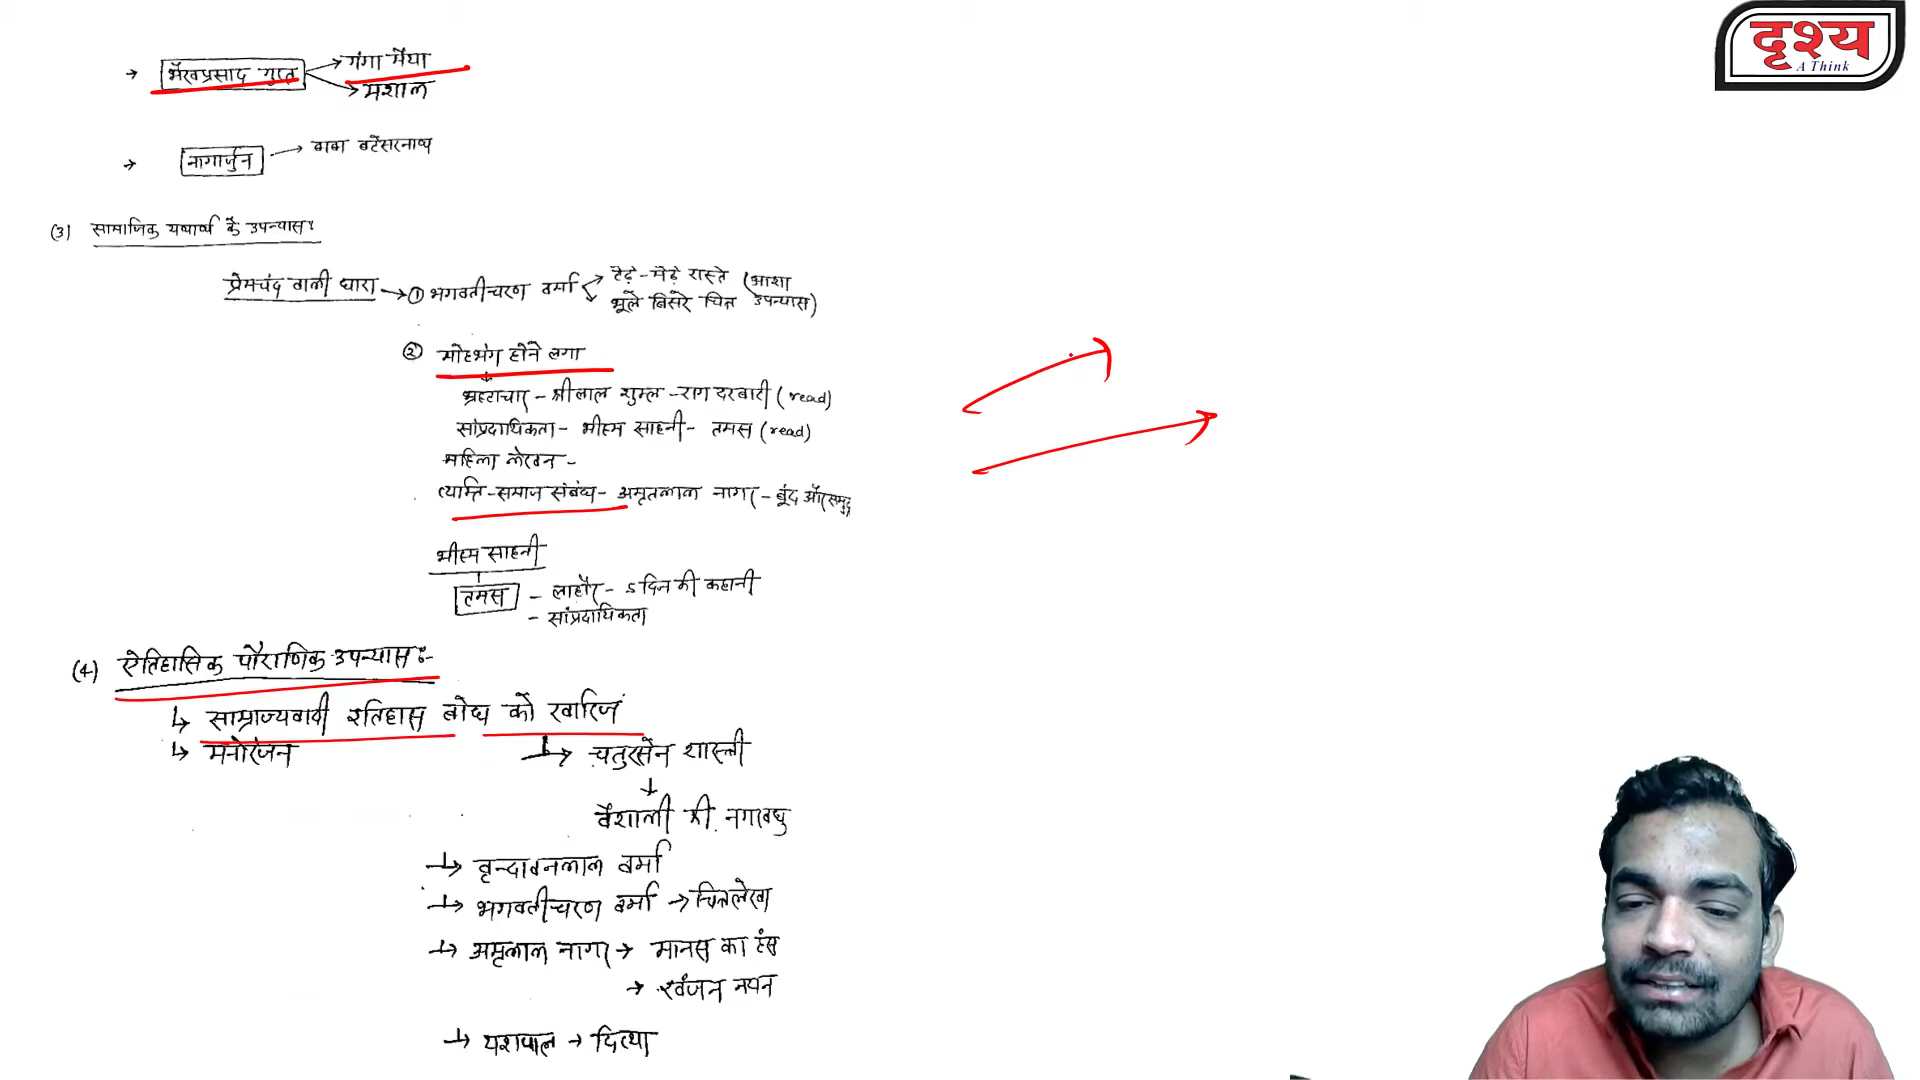 दृश्य
A Think
→ भैरवप्रसाद गुप्त → गंगा मैया
→ मशाल
→ नागार्जुन → बाबा बटेसरनाथ
(3) सामाजिक यथार्थ के उपन्यास:
प्रेमचंद वाली धारा → ① भगवतीचरण वर्मा टेढ़े-मेढ़े रास्ते (आशा
भूले बिसरे चित्र उपन्यास)
② मोहभंग होने लगा
भ्रष्टाचार - श्रीलाल शुक्ल - राग दरबारी (read)
सांप्रदायिकता - भीष्म साहनी - तमस (read)
महिला लेखन -
व्यक्ति-समाज संबंध - अमृतलाल नागर - बूंद और समुद्र
भीष्म साहनी
तमस - लाहौर - 5 दिन की कहानी
- सांप्रदायिकता
(4) ऐतिहासिक पौराणिक उपन्यास:-
↳ साम्राज्यवादी इतिहास बोध को खारिज
↳ मनोरंजन → चतुरसेन शास्त्री
↓
वैशाली की नगरवधु
→ वृन्दावनलाल वर्मा
→ भगवतीचरण वर्मा → चित्रलेखा
→ अमृलाल नागर → मानस का हंस
→ खंजन नयन
→ यशपाल → दिव्या